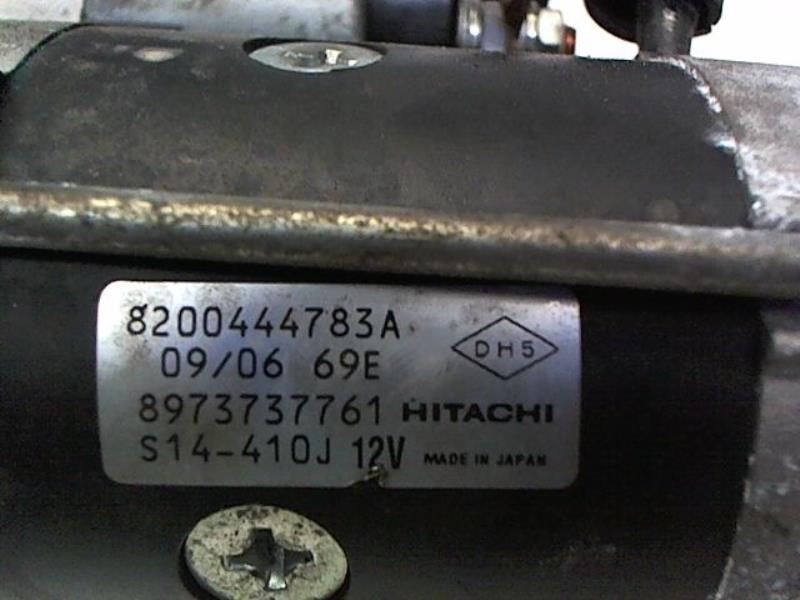 8200444783A
DH5
09/06 69E
8973737761 HITACHI
S14-410J 12V MADE IN JAPAN